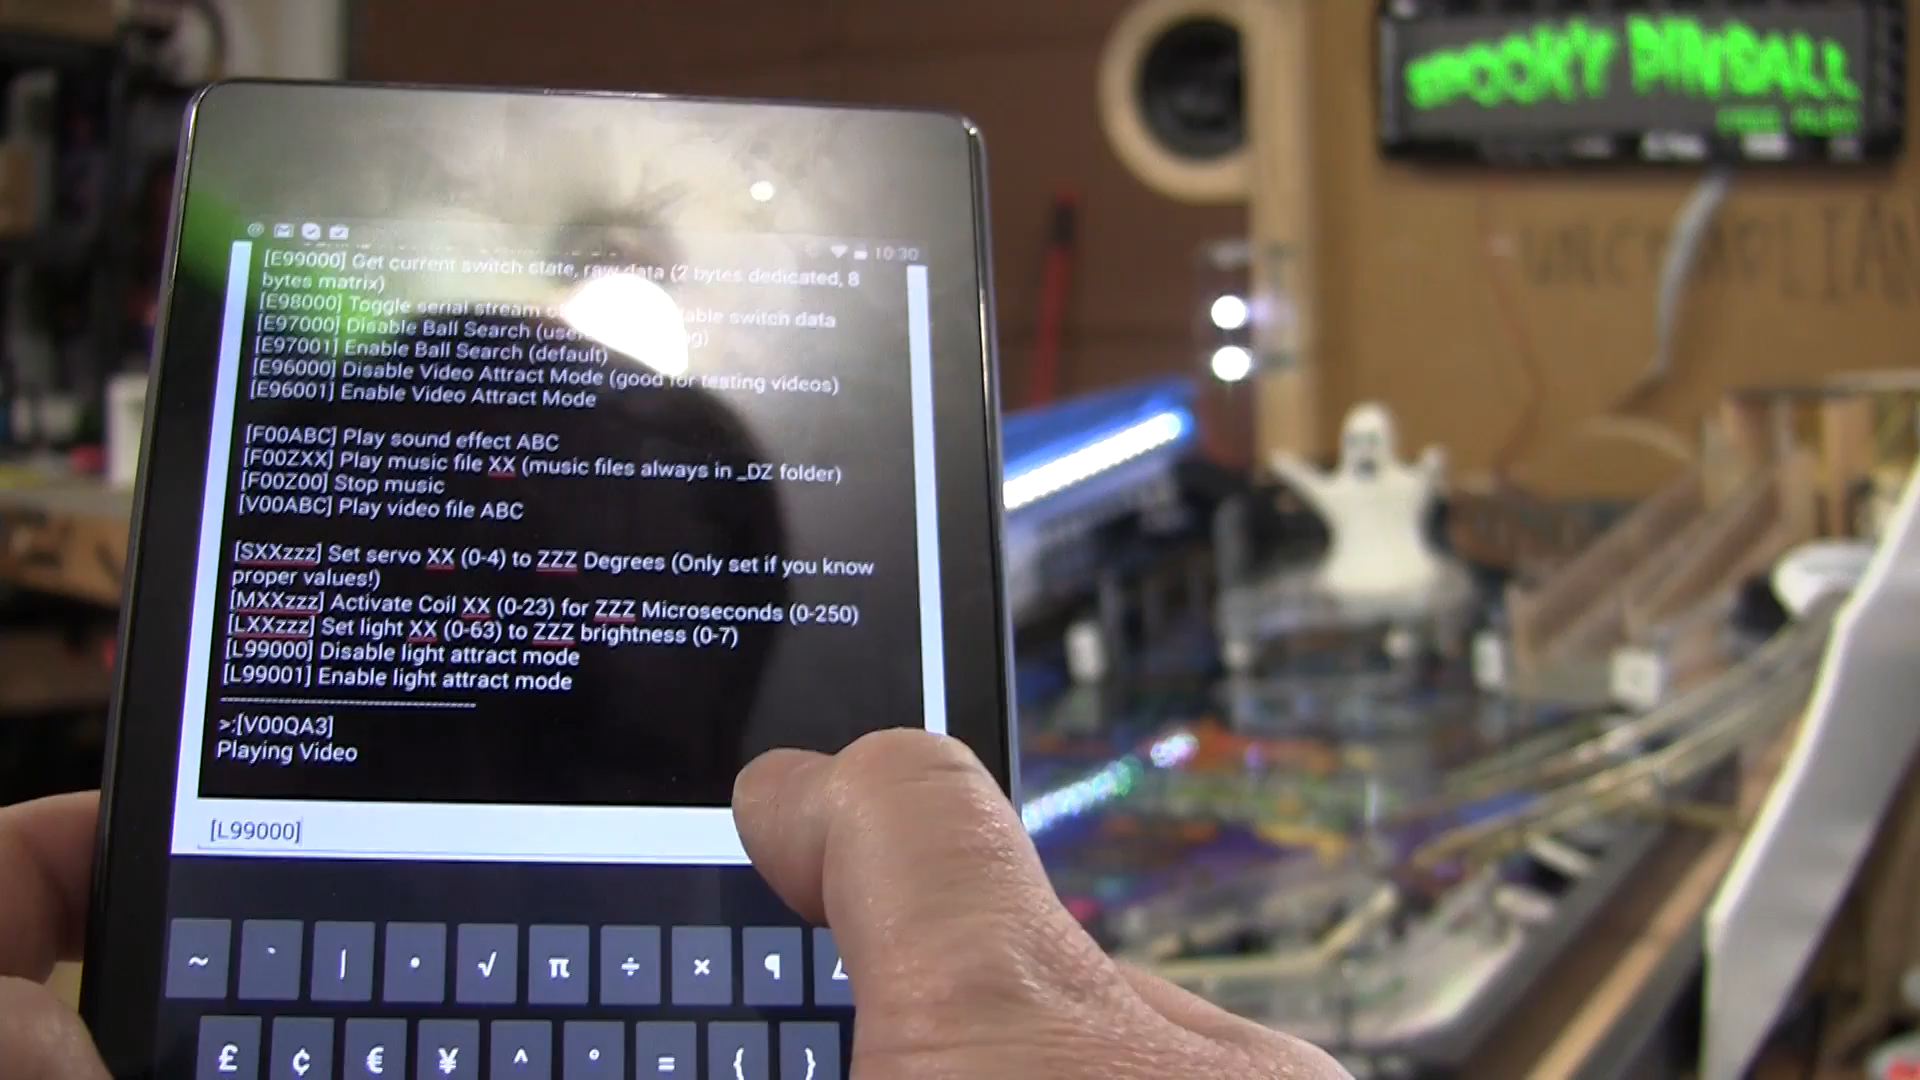 SPOOKY PINBALL
10:30
[E99000] Get current switch state, raw data (2 bytes dedicated, 8
bytes matrix)
[E98000] Toggle serial stream switch data
[E97000] Disable Ball Search
[E97001] Enable Ball Search (default)
[E96000] Disable Video Attract Mode (good for testing videos)
[E96001] Enable Video Attract Mode
[F00ABC] Play sound effect ABC
[F00ZXX] Play music file XX (music files always in _DZ folder)
[F00Z00] Stop music
[V00ABC] Play video file ABC
[SXXzzz] Set servo XX (0-4) to ZZZ Degrees (Only set if you know
proper values!)
[MXXzzz] Activate Coil XX (0-23) for ZZZ Microseconds (0-250)
[LXXzzz] Set light XX (0-63) to ZZZ brightness (0-7)
[L99000] Disable light attract mode
[L99001] Enable light attract mode
--------------------------------
>:[V00QA3]
Playing Video
[L99000]
~ ` | • √ π ÷ × ¶
£ ¢ € ¥ ^ ° = { }